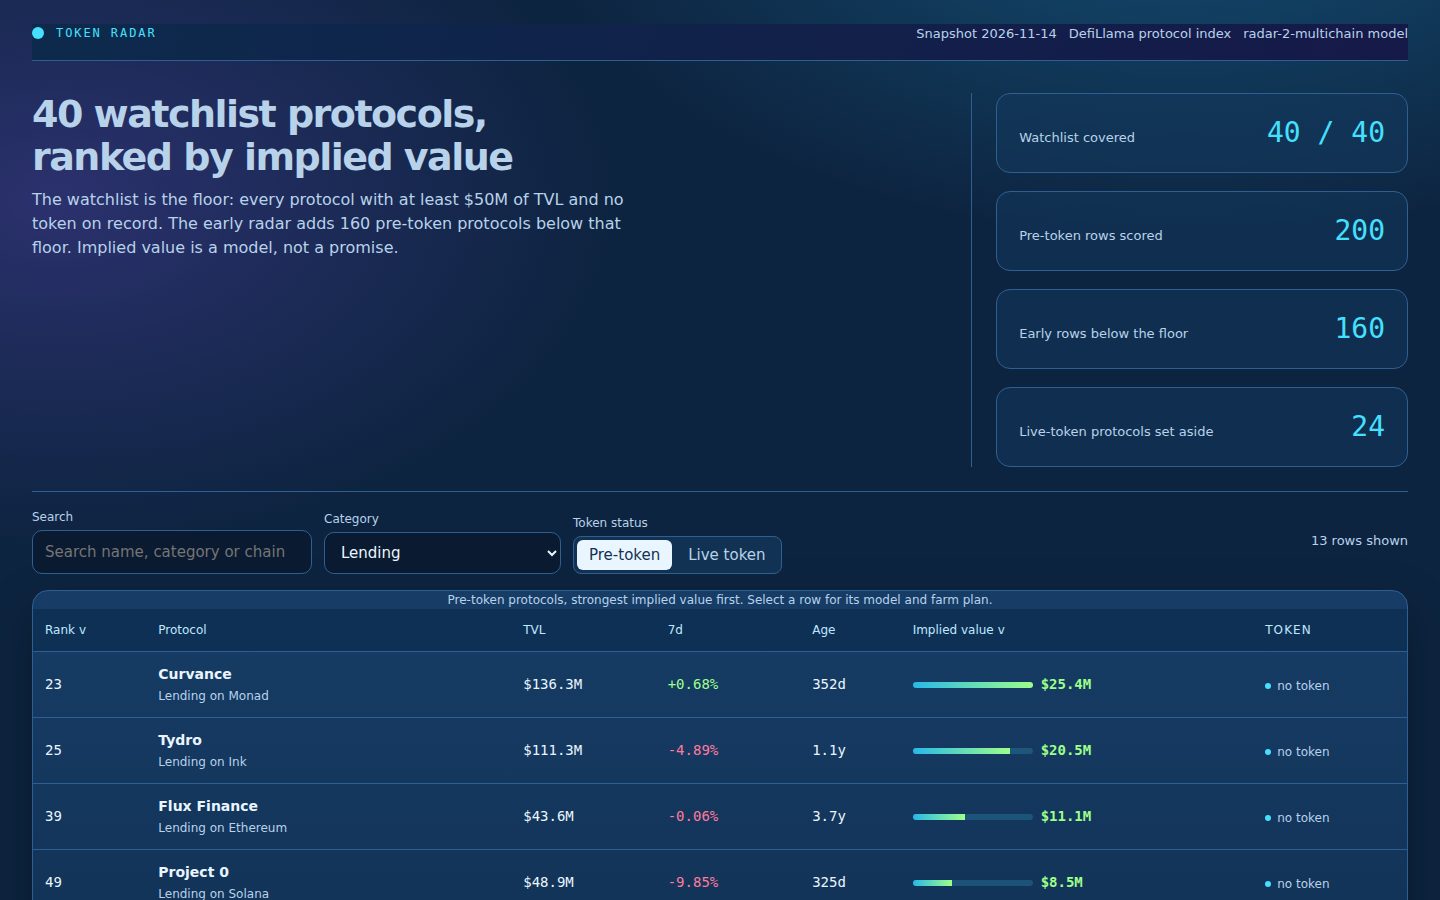 TOKEN RADAR
Snapshot 2026-11-14 DefiLlama protocol index radar-2-multichain model
40 watchlist protocols,
ranked by implied value
The watchlist is the floor: every protocol with at least $50M of TVL and no
token on record. The early radar adds 160 pre-token protocols below that
floor. Implied value is a model, not a promise.
Watchlist covered 40 / 40
Pre-token rows scored 200
Early rows below the floor 160
Live-token protocols set aside 24
Search
Category
Token status
Search name, category or chain
Lending
Pre-token Live token
13 rows shown
Pre-token protocols, strongest implied value first. Select a row for its model and farm plan.
Rank v Protocol TVL 7d Age Implied value v TOKEN
23 Curvance $136.3M +0.68% 352d $25.4M no token
Lending on Monad
25 Tydro $111.3M -4.89% 1.1y $20.5M no token
Lending on Ink
39 Flux Finance $43.6M -0.06% 3.7y $11.1M no token
Lending on Ethereum
49 Project 0 $48.9M -9.85% 325d $8.5M no token
Lending on Solana